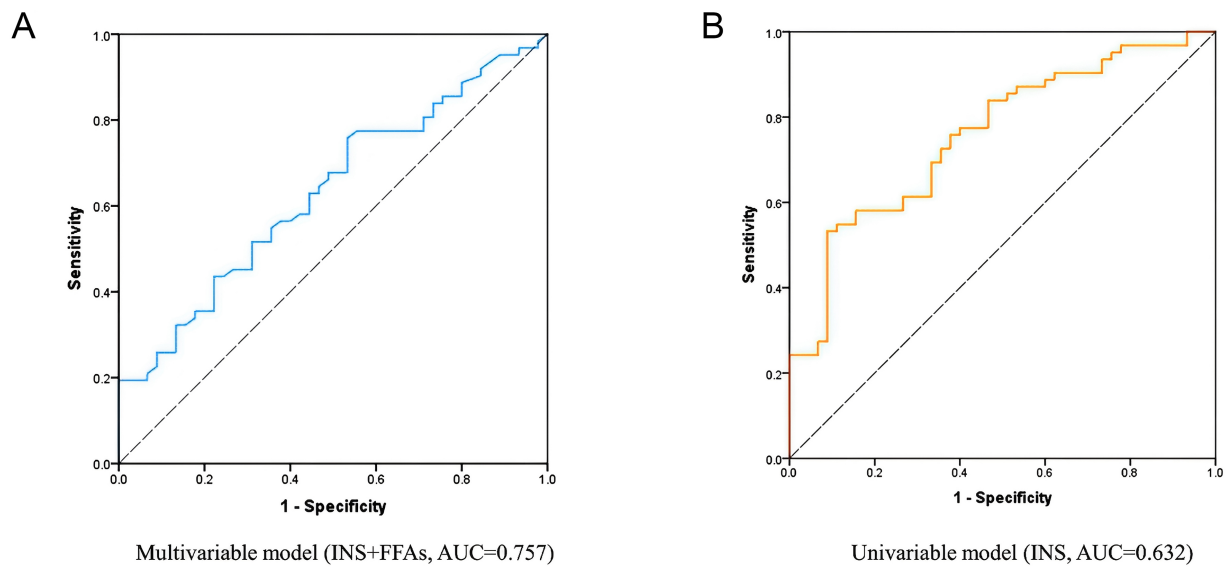 A
1.0
0.8
0.6
0.4
0.2
0.0
Sensitivity
0.0 0.2 0.4 0.6 0.8 1.0
1 - Specificity
Multivariable model (INS+FFAs, AUC=0.757)
B
1.0
0.8
0.6
0.4
0.2
0.0
Sensitivity
0.0 0.2 0.4 0.6 0.8 1.0
1 - Specificity
Univariable model (INS, AUC=0.632)